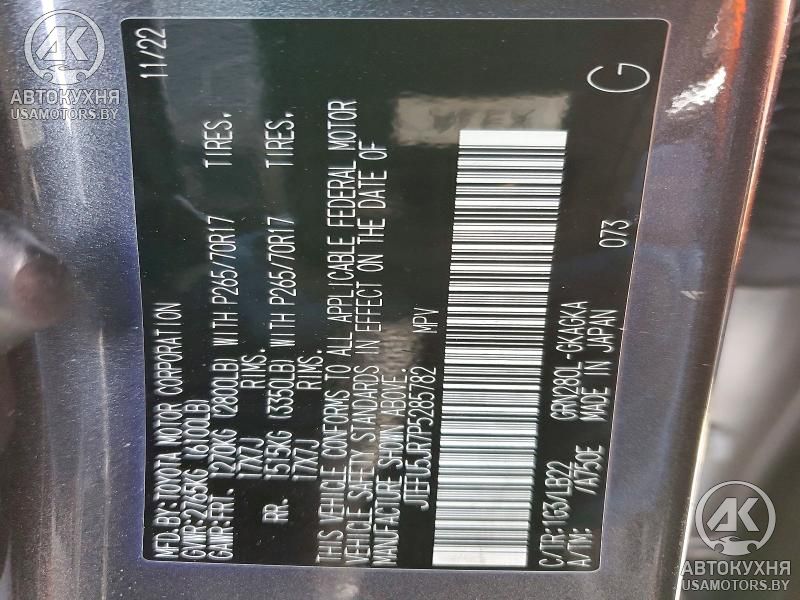 MFD.BY:TOYOTA MOTOR CORPORATION 11/22
GVWR:2765KG (6100LB)
GAWR:FRT. 1270KG (2800LB) WITH P265/70R17 TIRES.
17X7J RIMS.
RR. 1515KG (3350LB) WITH P265/70R17 TIRES.
17X7J RIMS.
THIS VEHICLE CONFORMS TO ALL APPLICABLE FEDERAL MOTOR
VEHICLE SAFETY STANDARDS IN EFFECT ON THE DATE OF
MANUFACTURE SHOWN ABOVE.
JTEFU5JR7P5285782 MPV
C/TR:1G3/LB22 GRN280L-GKAGKA
A/TM: /A750E MADE IN JAPAN
073 G
АК
АВТОКУХНЯ
USAMOTORS.BY
АК
АВТОКУХНЯ
USAMOTORS.BY